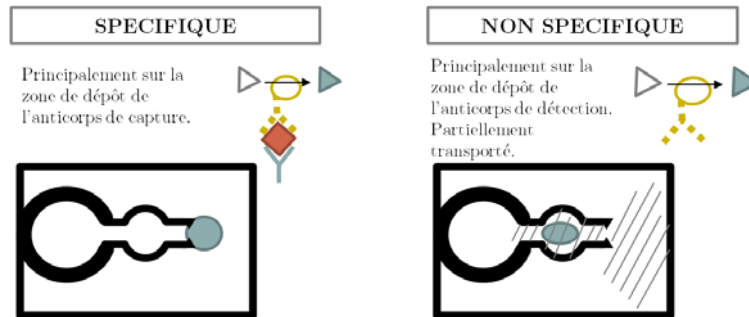 SPECIFIQUE
Principalement sur la
zone de dépôt de
l'anticorps de capture.
NON SPECIFIQUE
Principalement sur la
zone de dépôt de
l'anticorps de détection.
Partiellement
transporté.